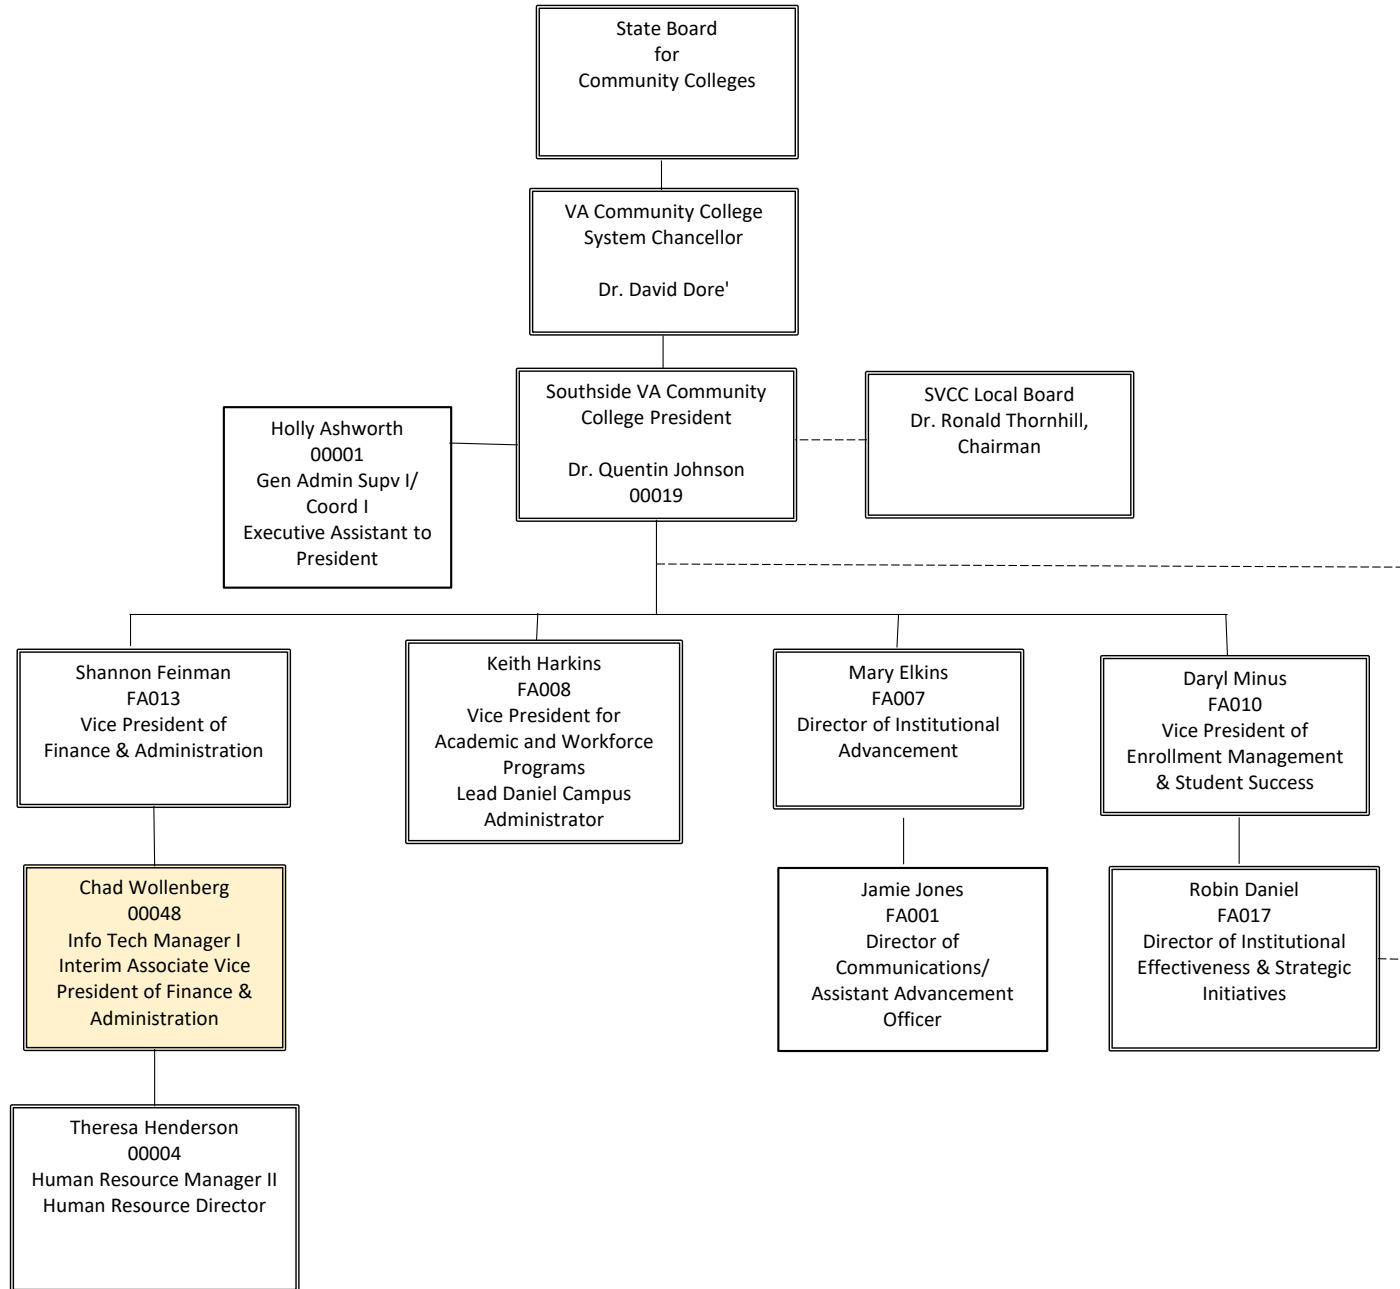 State Board
for
Community Colleges
VA Community College
System Chancellor
Dr. David Dore'
Southside VA Community
College President
Dr. Quentin Johnson
00019
SVCC Local Board
Dr. Ronald Thornhill,
Chairman
Holly Ashworth
00001
Gen Admin Supv I/
Coord I
Executive Assistant to
President
Shannon Feinman
FA013
Vice President of
Finance & Administration
Keith Harkins
FA008
Vice President for
Academic and Workforce
Programs
Lead Daniel Campus
Administrator
Mary Elkins
FA007
Director of Institutional
Advancement
Daryl Minus
FA010
Vice President of
Enrollment Management
& Student Success
Chad Wollenberg
00048
Info Tech Manager I
Interim Associate Vice
President of Finance &
Administration
Jamie Jones
FA001
Director of
Communications/
Assistant Advancement
Officer
Robin Daniel
FA017
Director of Institutional
Effectiveness & Strategic
Initiatives
Theresa Henderson
00004
Human Resource Manager II
Human Resource Director